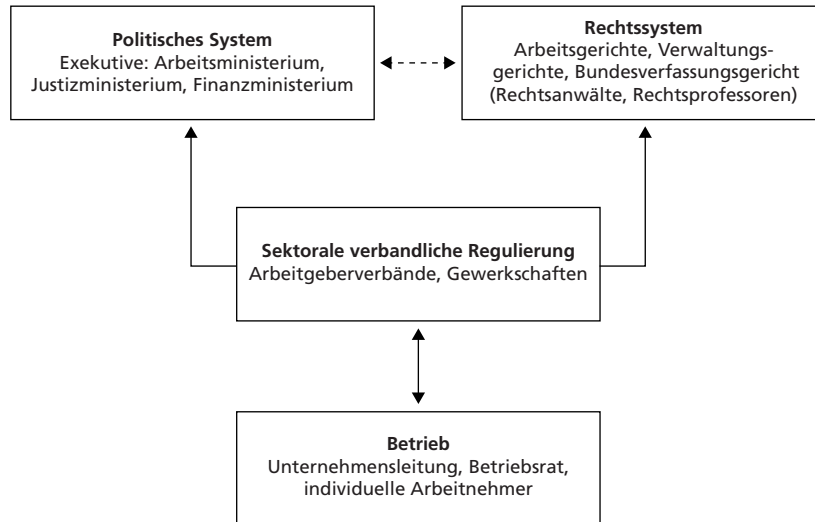 Politisches System
Exekutive: Arbeitsministerium,
Justizministerium, Finanzministerium
Rechtssystem
Arbeitsgerichte, Verwaltungs-
gerichte, Bundesverfassungsgericht
(Rechtsanwälte, Rechtsprofessoren)
Sektorale verbandliche Regulierung
Arbeitgeberverbände, Gewerkschaften
Betrieb
Unternehmensleitung, Betriebsrat,
individuelle Arbeitnehmer